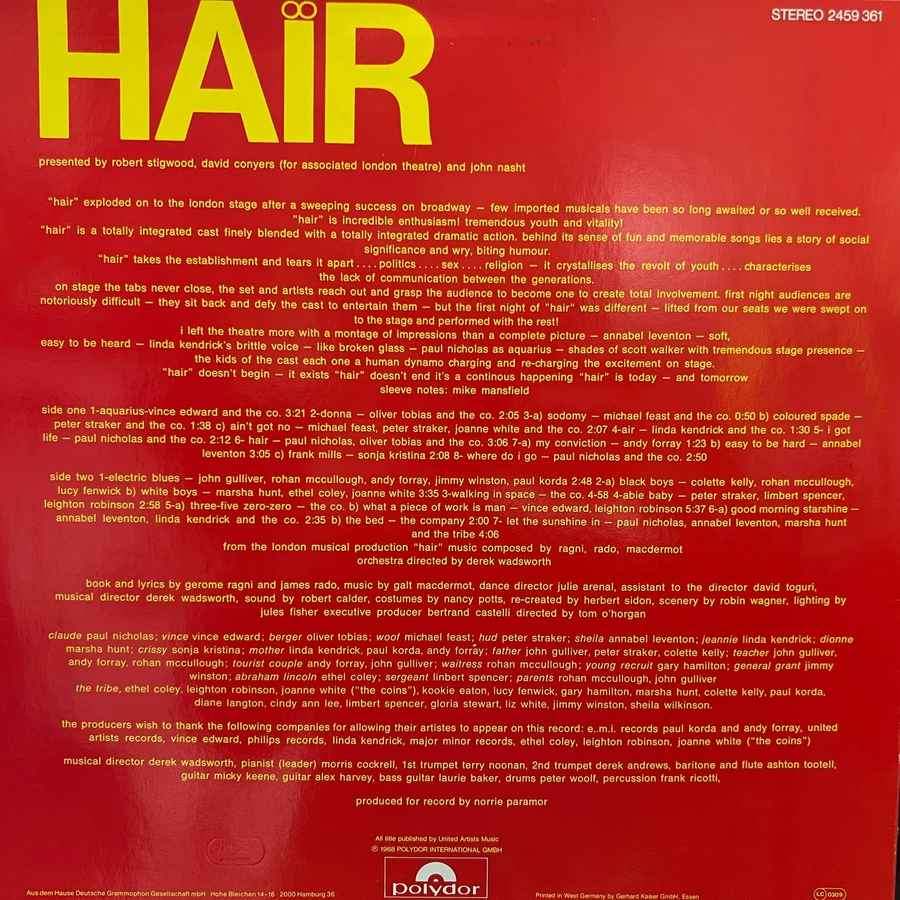 STEREO 2459 361
HAÏR
presented by robert stigwood, david conyers (for associated london theatre) and john nasht
"hair" exploded on to the london stage after a sweeping success on broadway — few imported musicals have been so long awaited or so well received.
"hair" is incredible enthusiasm! tremendous youth and vitality!
"hair" is a totally integrated cast finely blended with a totally integrated dramatic action. behind its sense of fun and memorable songs lies a story of social
significance and wry, biting humour.
"hair" takes the establishment and tears it apart....politics....sex....religion — it crystallises the revolt of youth....characterises
the lack of communication between the generations.
on stage the tabs never close, the set and artists reach out and grasp the audience to become one to create total involvement. first night audiences are
notoriously difficult — they sit back and defy the cast to entertain them — but the first night of "hair" was different — lifted from our seats we were swept on
to the stage and performed with the rest!
i left the theatre more with a montage of impressions than a complete picture — annabel leventon — soft,
easy to be heard — linda kendrick's brittle voice — like broken glass — paul nicholas as aquarius — shades of scott walker with tremendous stage presence —
the kids of the cast each one a human dynamo charging and re-charging the excitement on stage.
"hair" doesn't begin — it exists "hair" doesn't end it's a continous happening "hair" is today — and tomorrow
sleeve notes: mike mansfield
side one 1-aquarius-vince edward and the co. 3:21 2-donna — oliver tobias and the co. 2:05 3-a) sodomy — michael feast and the co. 0:50 b) coloured spade —
peter straker and the co. 1:38 c) ain't got no — michael feast, peter straker, joanne white and the co. 2:07 4-air — linda kendrick and the co. 1:30 5- i got
life — paul nicholas and the co. 2:12 6- hair — paul nicholas, oliver tobias and the co. 3:06 7-a) my conviction — andy forray 1:23 b) easy to be hard — annabel
leventon 3:05 c) frank mills — sonja kristina 2:08 8- where do i go — paul nicholas and the co. 2:50
side two 1-electric blues — john gulliver, rohan mccullough, andy forray, jimmy winston, paul korda 2:48 2-a) black boys — colette kelly, rohan mccullough,
lucy fenwick b) white boys — marsha hunt, ethel coley, joanne white 3:35 3-walking in space — the co. 4-58 4-abie baby — peter straker, limbert spencer,
leighton robinson 2:58 5-a) three-five zero-zero — the co. b) what a piece of work is man — vince edward, leighton robinson 5:37 6-a) good morning starshine —
annabel leventon, linda kendrick and the co. 2:35 b) the bed — the company 2:00 7- let the sunshine in — paul nicholas, annabel leventon, marsha hunt
and the tribe 4:06
from the london musical production "hair" music composed by ragni, rado, macdermot
orchestra directed by derek wadsworth
book and lyrics by gerome ragni and james rado, music by galt macdermot, dance director julie arenal, assistant to the director david toguri,
musical director derek wadsworth, sound by robert calder, costumes by nancy potts, re-created by herbert sidon, scenery by robin wagner, lighting by
jules fisher executive producer bertrand castelli directed by tom o'horgan
claude paul nicholas; vince vince edward; berger oliver tobias; woof michael feast; hud peter straker; sheila annabel leventon; jeannie linda kendrick; dionne
marsha hunt; crissy sonja kristina; mother linda kendrick, paul korda, andy forray; father john gulliver, peter straker, colette kelly; teacher john gulliver,
andy forray, rohan mccullough; tourist couple andy forray, john gulliver; waitress rohan mccullough; young recruit gary hamilton; general grant jimmy
winston; abraham lincoln ethel coley; sergeant linbert spencer; parents rohan mccullough, john gulliver
the tribe, ethel coley, leighton robinson, joanne white ("the coins"), kookie eaton, lucy fenwick, gary hamilton, marsha hunt, colette kelly, paul korda,
diane langton, cindy ann lee, limbert spencer, gloria stewart, liz white, jimmy winston, sheila wilkinson.
the producers wish to thank the following companies for allowing their artistes to appear on this record: e..m.i. records paul korda and andy forray, united
artists records, vince edward, philips records, linda kendrick, major minor records, ethel coley, leighton robinson, joanne white ("the coins")
musical director derek wadsworth, pianist (leader) morris cockrell, 1st trumpet terry noonan, 2nd trumpet derek andrews, baritone and flute ashton tootell,
guitar micky keene, guitar alex harvey, bass guitar laurie baker, drums peter woolf, percussion frank ricotti,
produced for record by norrie paramor
All title published by United Artists Music
℗ 1968 POLYDOR INTERNATIONAL GMBH
polydor
Aus dem Hause Deutsche Grammophon Gesellschaft mbH · Hohe Bleichen 14-16 · 2000 Hamburg 36
Printed in West Germany by Gerhard Kaiser GmbH, Essen
LC 0309